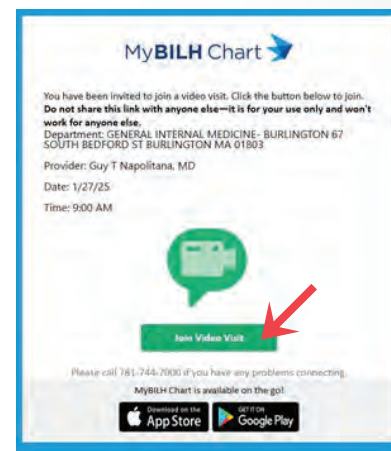 MyBILH Chart
You have been invited to join a video visit. Click the button below to join.
Do not share this link with anyone else—it is for your use only and won't
work for anyone else.
Department: GENERAL INTERNAL MEDICINE- BURLINGTON 67
SOUTH BEDFORD ST BURLINGTON MA 01803
Provider: Guy T Napolitana, MD
Date: 1/27/25
Time: 9:00 AM
Join Video Visit
Please call 781-744-7000 if you have any problems connecting.
MyBILH Chart is available on the go!
Download on the
App Store
GET IT ON
Google Play